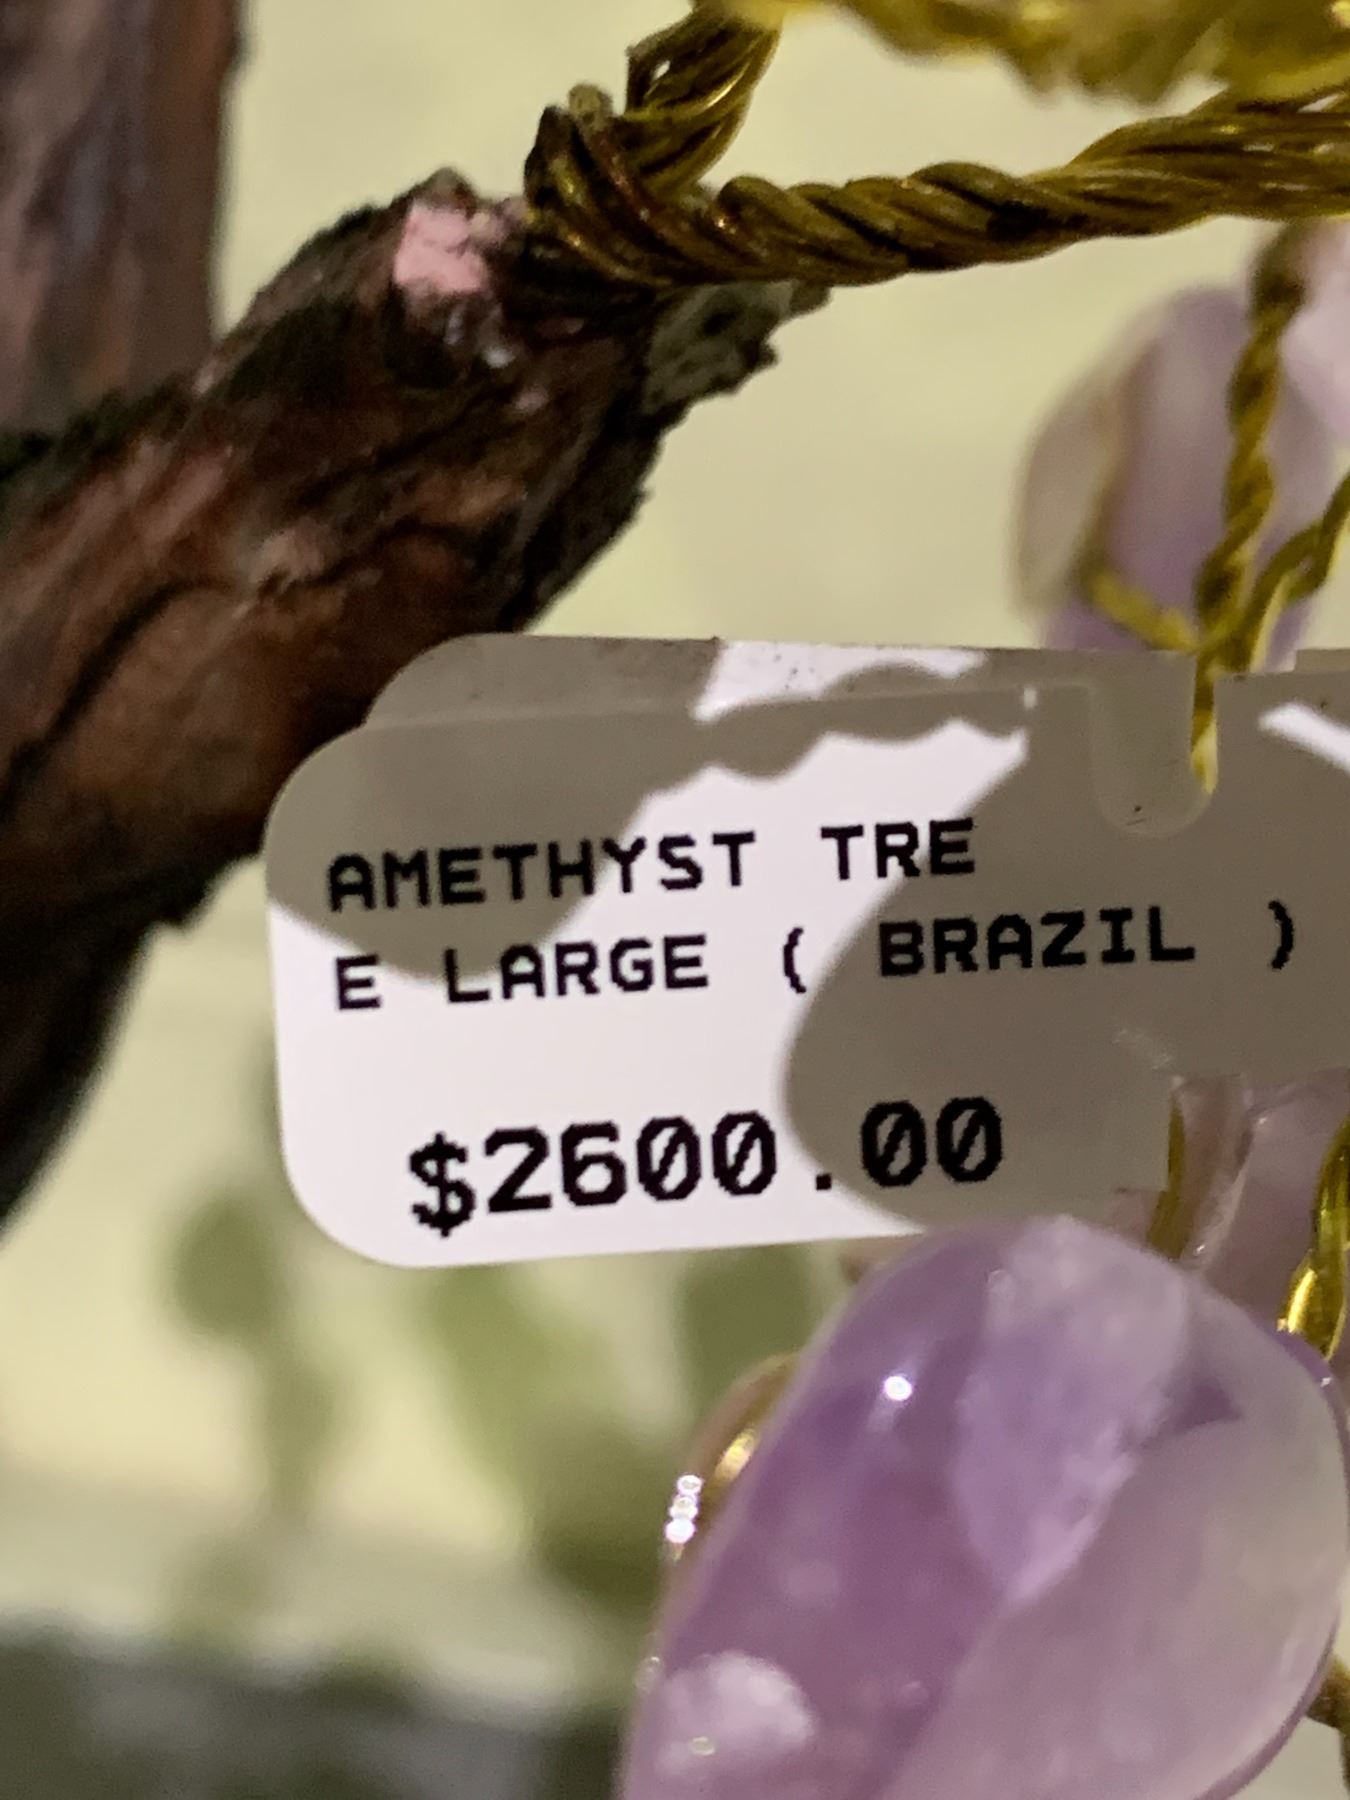 AMETHYST TRE
E LARGE ( BRAZIL )
$2600.00